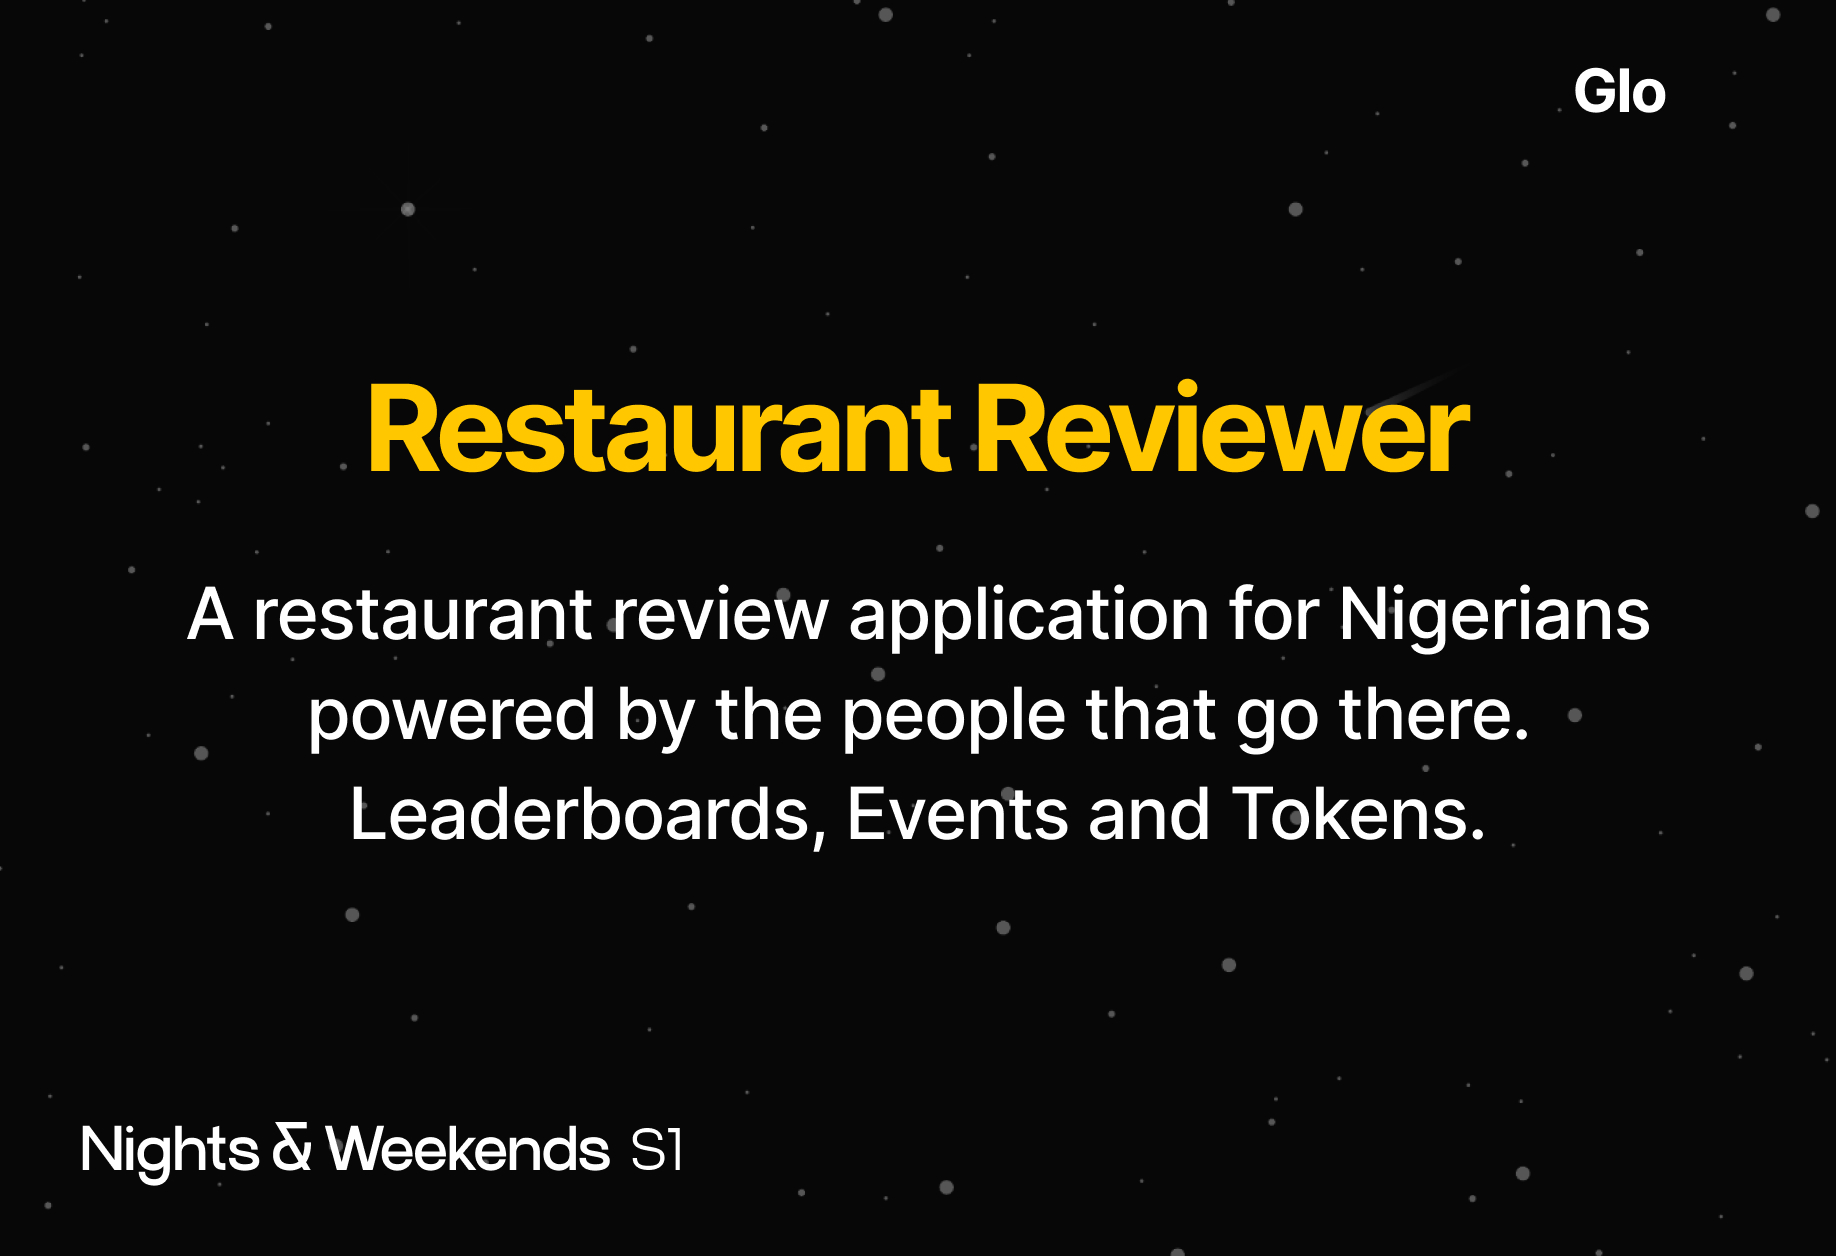 Glo
Restaurant Reviewer
A restaurant review application for Nigerians
powered by the people that go there.
Leaderboards, Events and Tokens.
Nights & Weekends S1